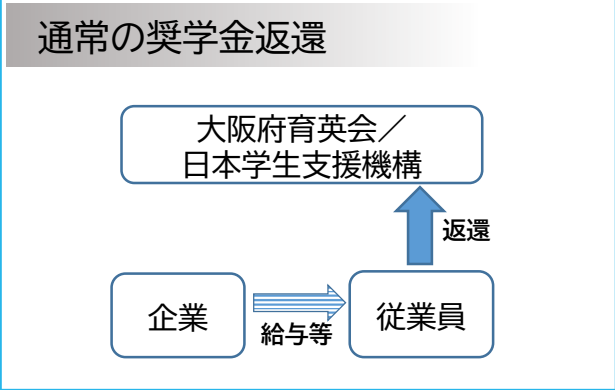 通常の奨学金返還
大阪府育英会／
日本学生支援機構
返還
企業
給与等
従業員